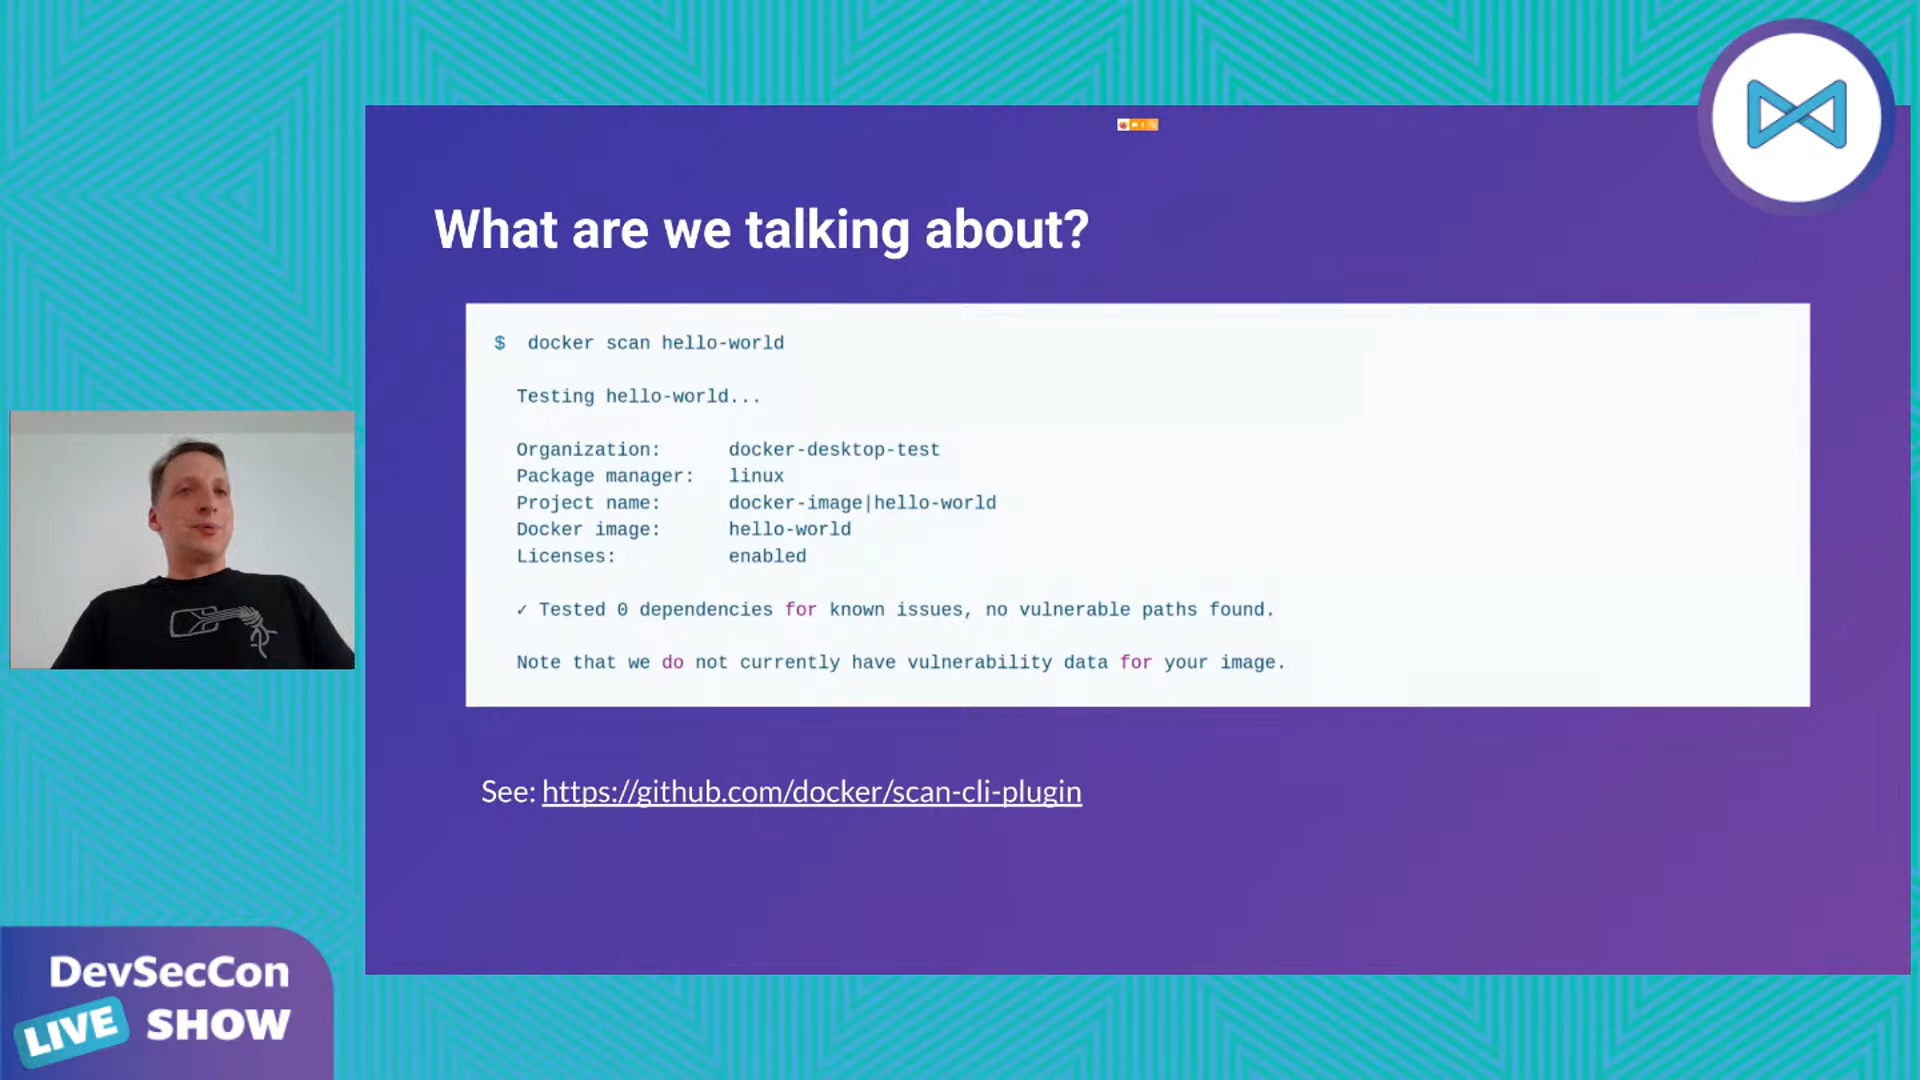 What are we talking about?
$ docker scan hello-world
Testing hello-world...
Organization: docker-desktop-test
Package manager: linux
Project name: docker-image|hello-world
Docker image: hello-world
Licenses: enabled
✓ Tested 0 dependencies for known issues, no vulnerable paths found.
Note that we do not currently have vulnerability data for your image.
See: https://github.com/docker/scan-cli-plugin
DevSecCon
LIVE SHOW